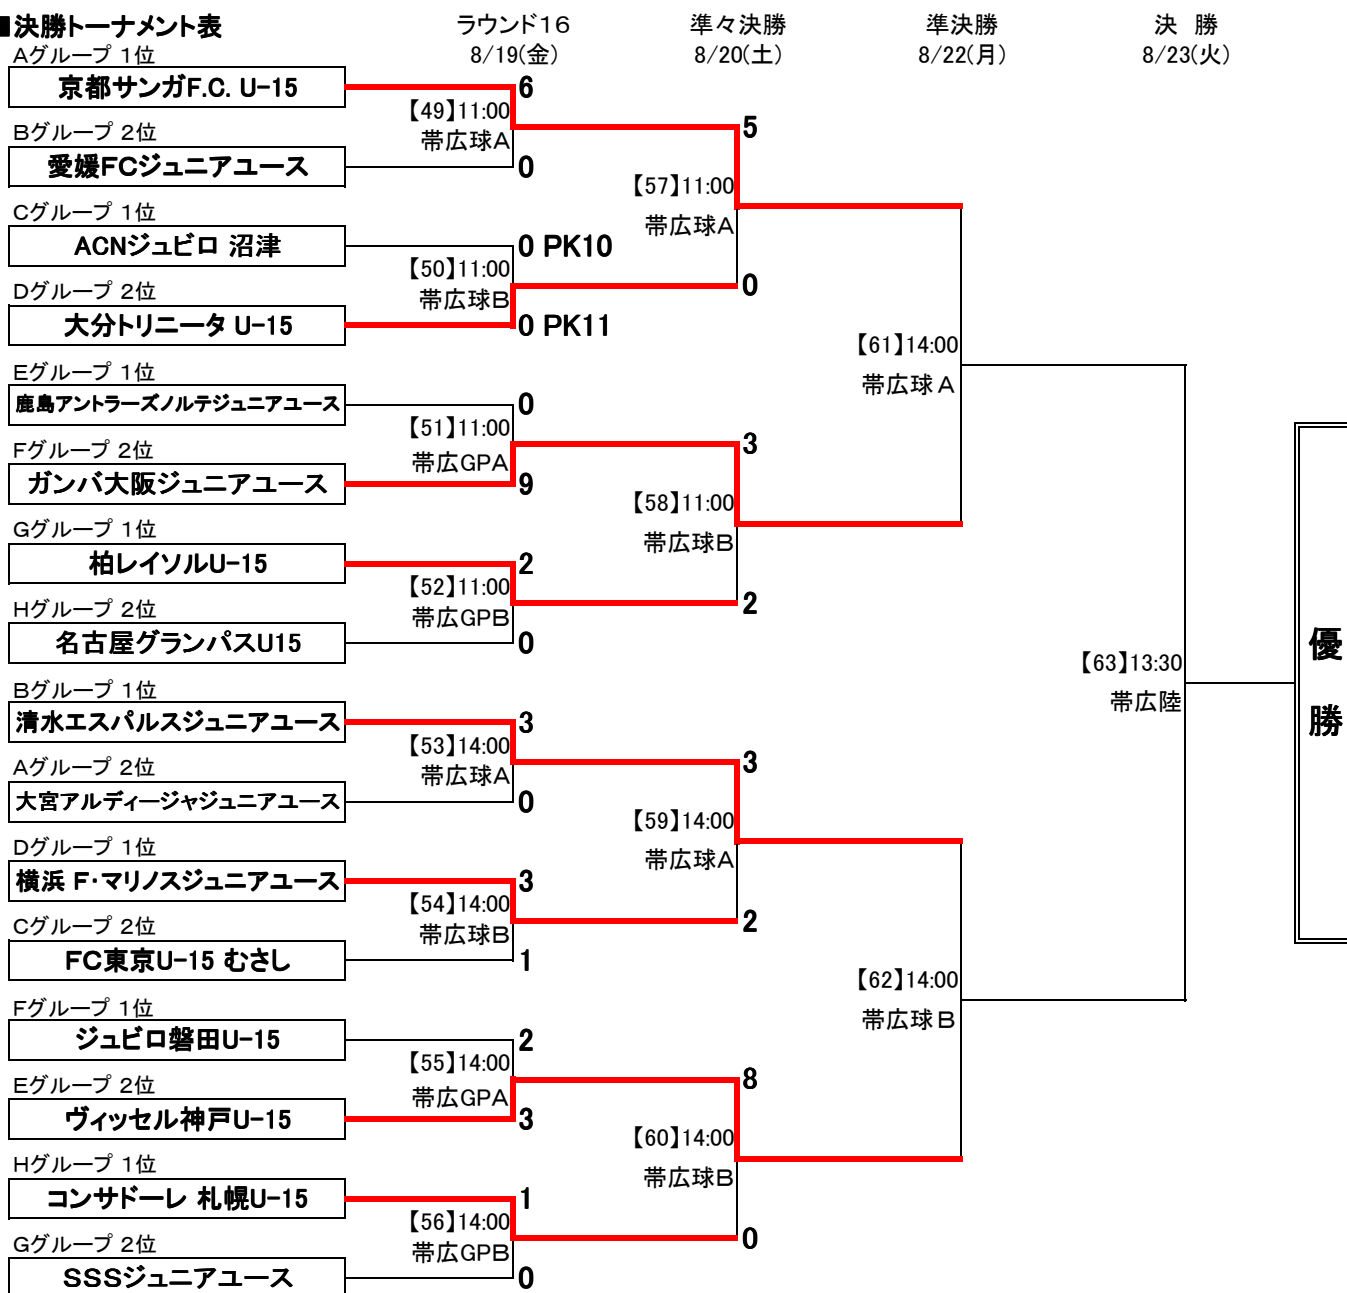 ■決勝トーナメント表
ラウンド16
準々決勝
準決勝
決 勝
8/19(金)
8/20(土)
8/22(月)
8/23(火)
Aグループ 1位
京都サンガF.C. U-15
6
【49】11:00
帯広球A
Bグループ 2位
愛媛FCジュニアユース
0
5
【57】11:00
帯広球A
Cグループ 1位
ACNジュビロ 沼津
0 PK10
【50】11:00
帯広球B
0
Dグループ 2位
大分トリニータ U-15
0 PK11
【61】14:00
帯広球A
Eグループ 1位
鹿島アントラーズノルテジュニアユース
0
【51】11:00
帯広GPA
3
Fグループ 2位
ガンバ大阪ジュニアユース
9
【58】11:00
帯広球B
Gグループ 1位
柏レイソルU-15
2
【52】11:00
帯広GPB
2
Hグループ 2位
名古屋グランパスU15
0
【63】13:30
帯広陸
優
勝
Bグループ 1位
清水エスパルスジュニアユース
3
【53】14:00
帯広球A
3
Aグループ 2位
大宮アルディージャジュニアユース
0
【59】14:00
帯広球A
Dグループ 1位
横浜 F・マリノスジュニアユース
3
【54】14:00
帯広球B
2
Cグループ 2位
FC東京U-15 むさし
1
【62】14:00
帯広球B
Fグループ 1位
ジュビロ磐田U-15
2
【55】14:00
帯広GPA
8
Eグループ 2位
ヴィッセル神戸U-15
3
【60】14:00
帯広球B
Hグループ 1位
コンサドーレ 札幌U-15
1
【56】14:00
帯広GPB
0
Gグループ 2位
SSSジュニアユース
0